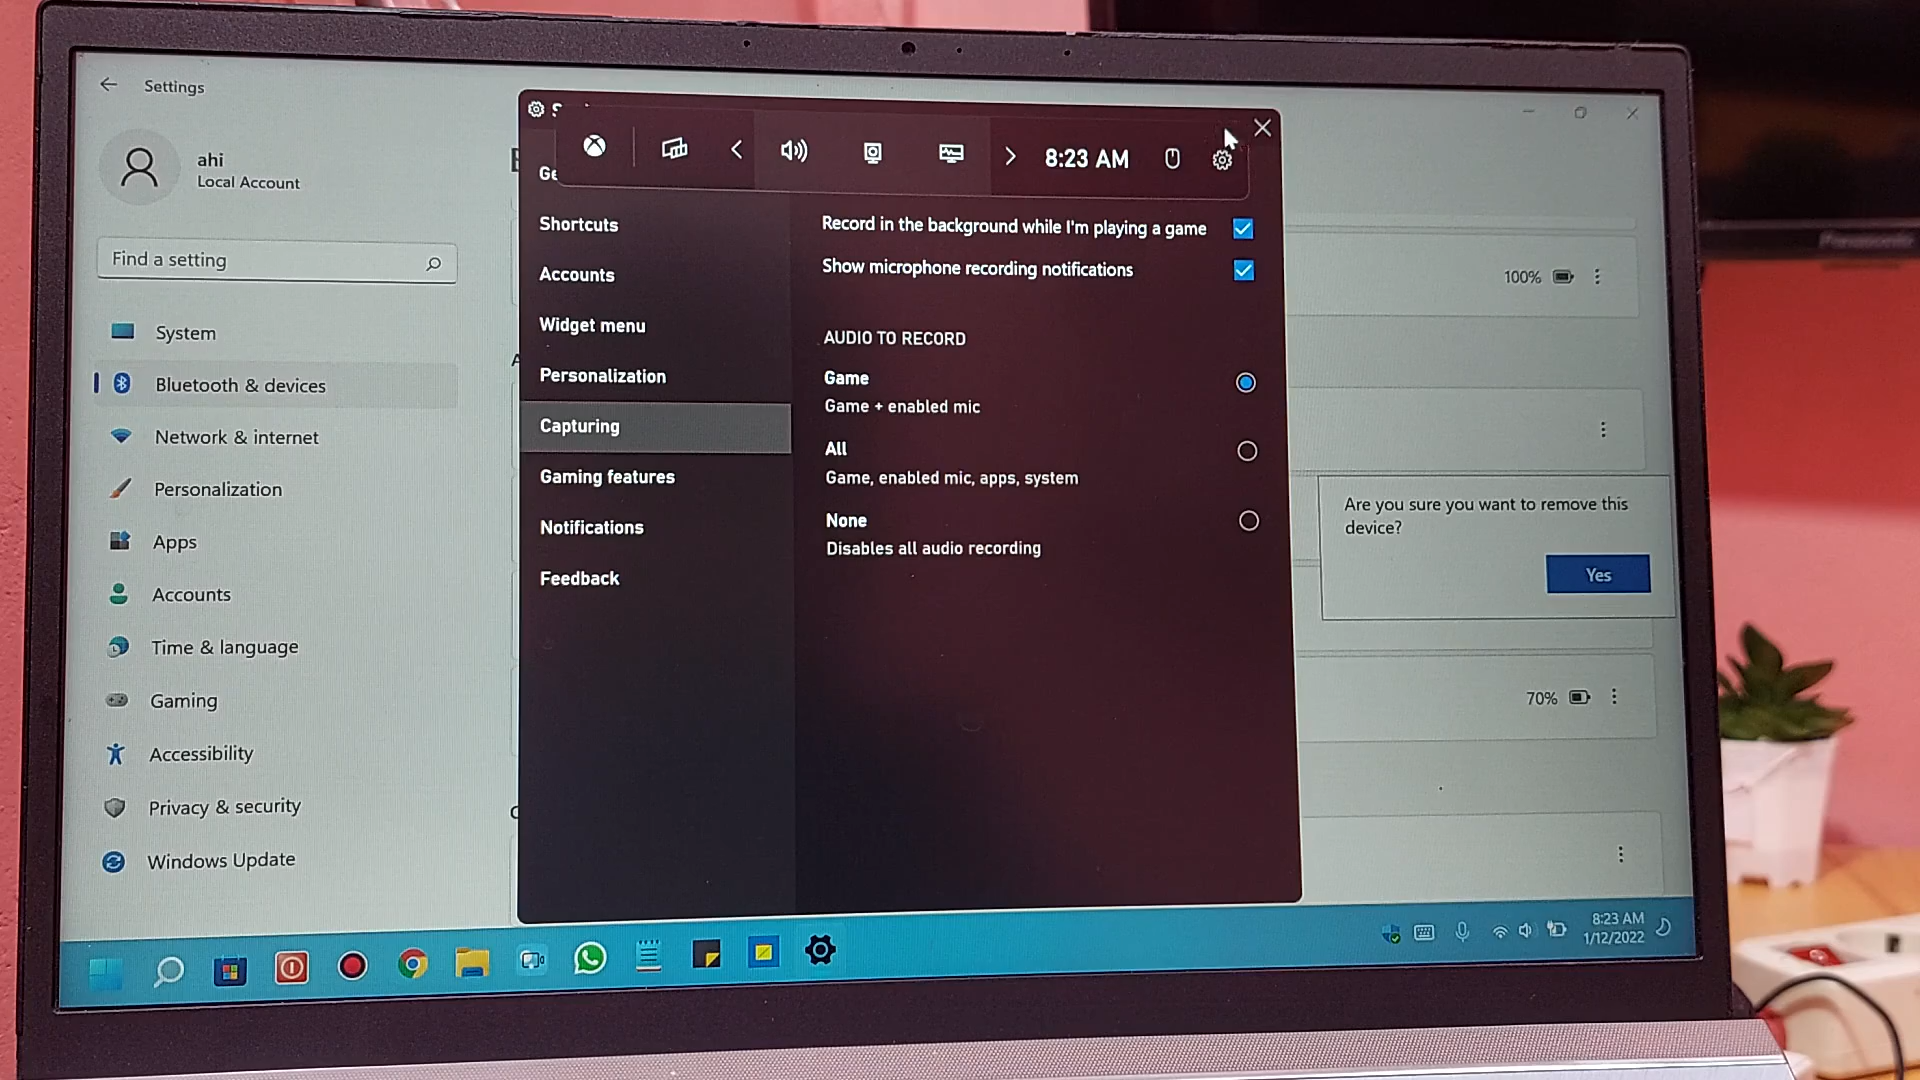 Settings
ahi
Local Account
Find a setting
System
Bluetooth & devices
Network & internet
Personalization
Apps
Accounts
Time & language
Gaming
Accessibility
Privacy & security
Windows Update
8:23 AM
Shortcuts
Accounts
Widget menu
Personalization
Capturing
Gaming features
Notifications
Feedback
Record in the background while I'm playing a game
Show microphone recording notifications
AUDIO TO RECORD
Game
Game + enabled mic
All
Game, enabled mic, apps, system
None
Disables all audio recording
100%
Are you sure you want to remove this
device?
Yes
70%
8:23 AM
1/12/2022
Panasonic